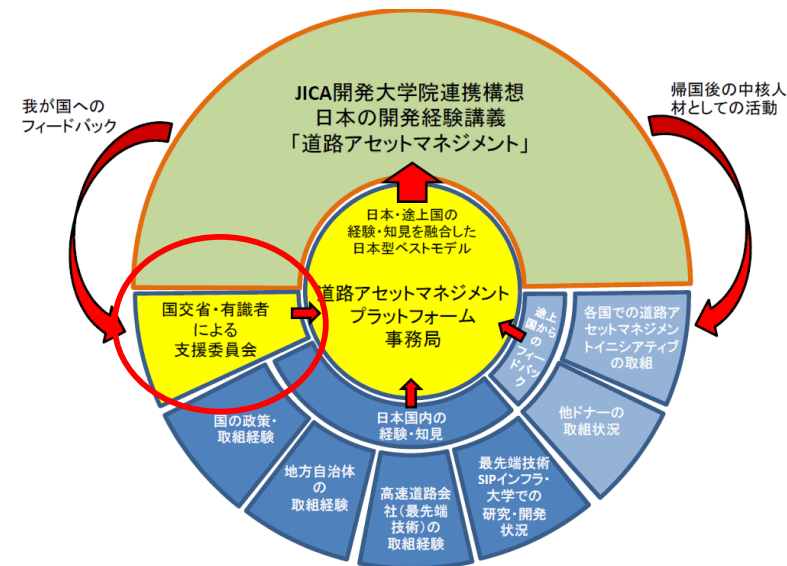 我が国への
フィードバック
帰国後の中核人
材としての活動
JICA開発大学院連携構想
日本の開発経験講義
「道路アセットマネジメント」
日本・途上国の
経験・知見を融合した
日本型ベストモデル
道路アセットマネジメント
プラットフォーム
事務局
国交省・有識者
による
支援委員会
途上
国から
のフィー
ドバック
各国での道路ア
セットマネジメン
トイニシアティブ
の取組
他ドナーの
取組状況
日本国内の
経験・知見
国の政策・
取組経験
地方自治体
の
取組経験
高速道路会
社（最先端
技術）の
取組経験
最先端技術
SIPインフラ・
大学での
研究・開発
状況